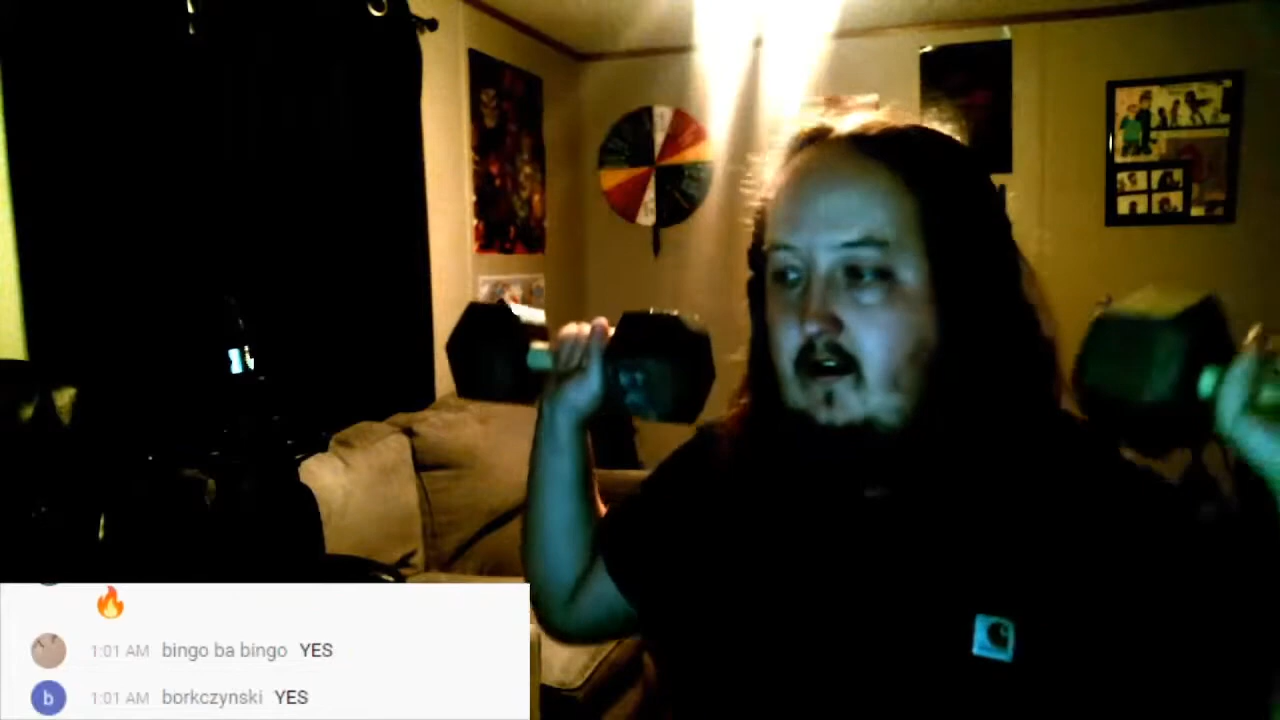 🔥
1:01 AM bingo ba bingo YES
b 1:01 AM borkczynski YES